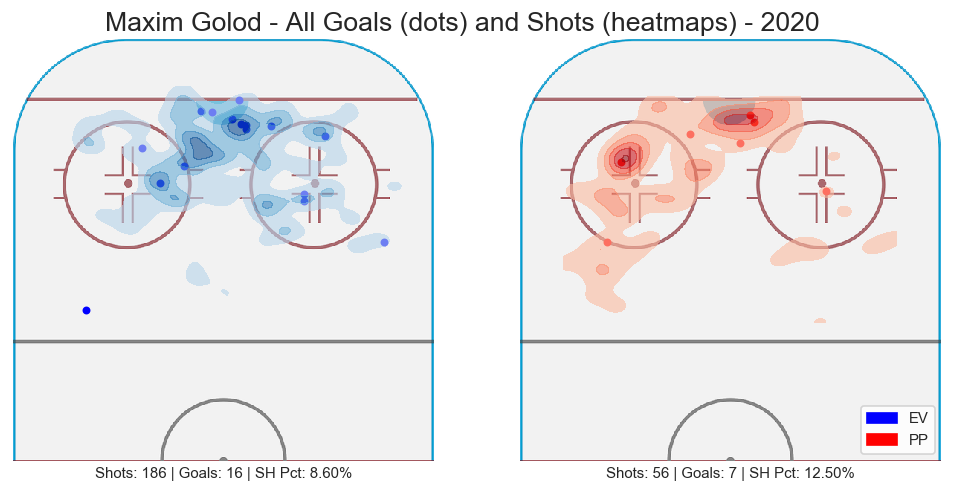 Maxim Golod - All Goals (dots) and Shots (heatmaps) - 2020
EV
PP
Shots: 186 | Goals: 16 | SH Pct: 8.60%
Shots: 56 | Goals: 7 | SH Pct: 12.50%